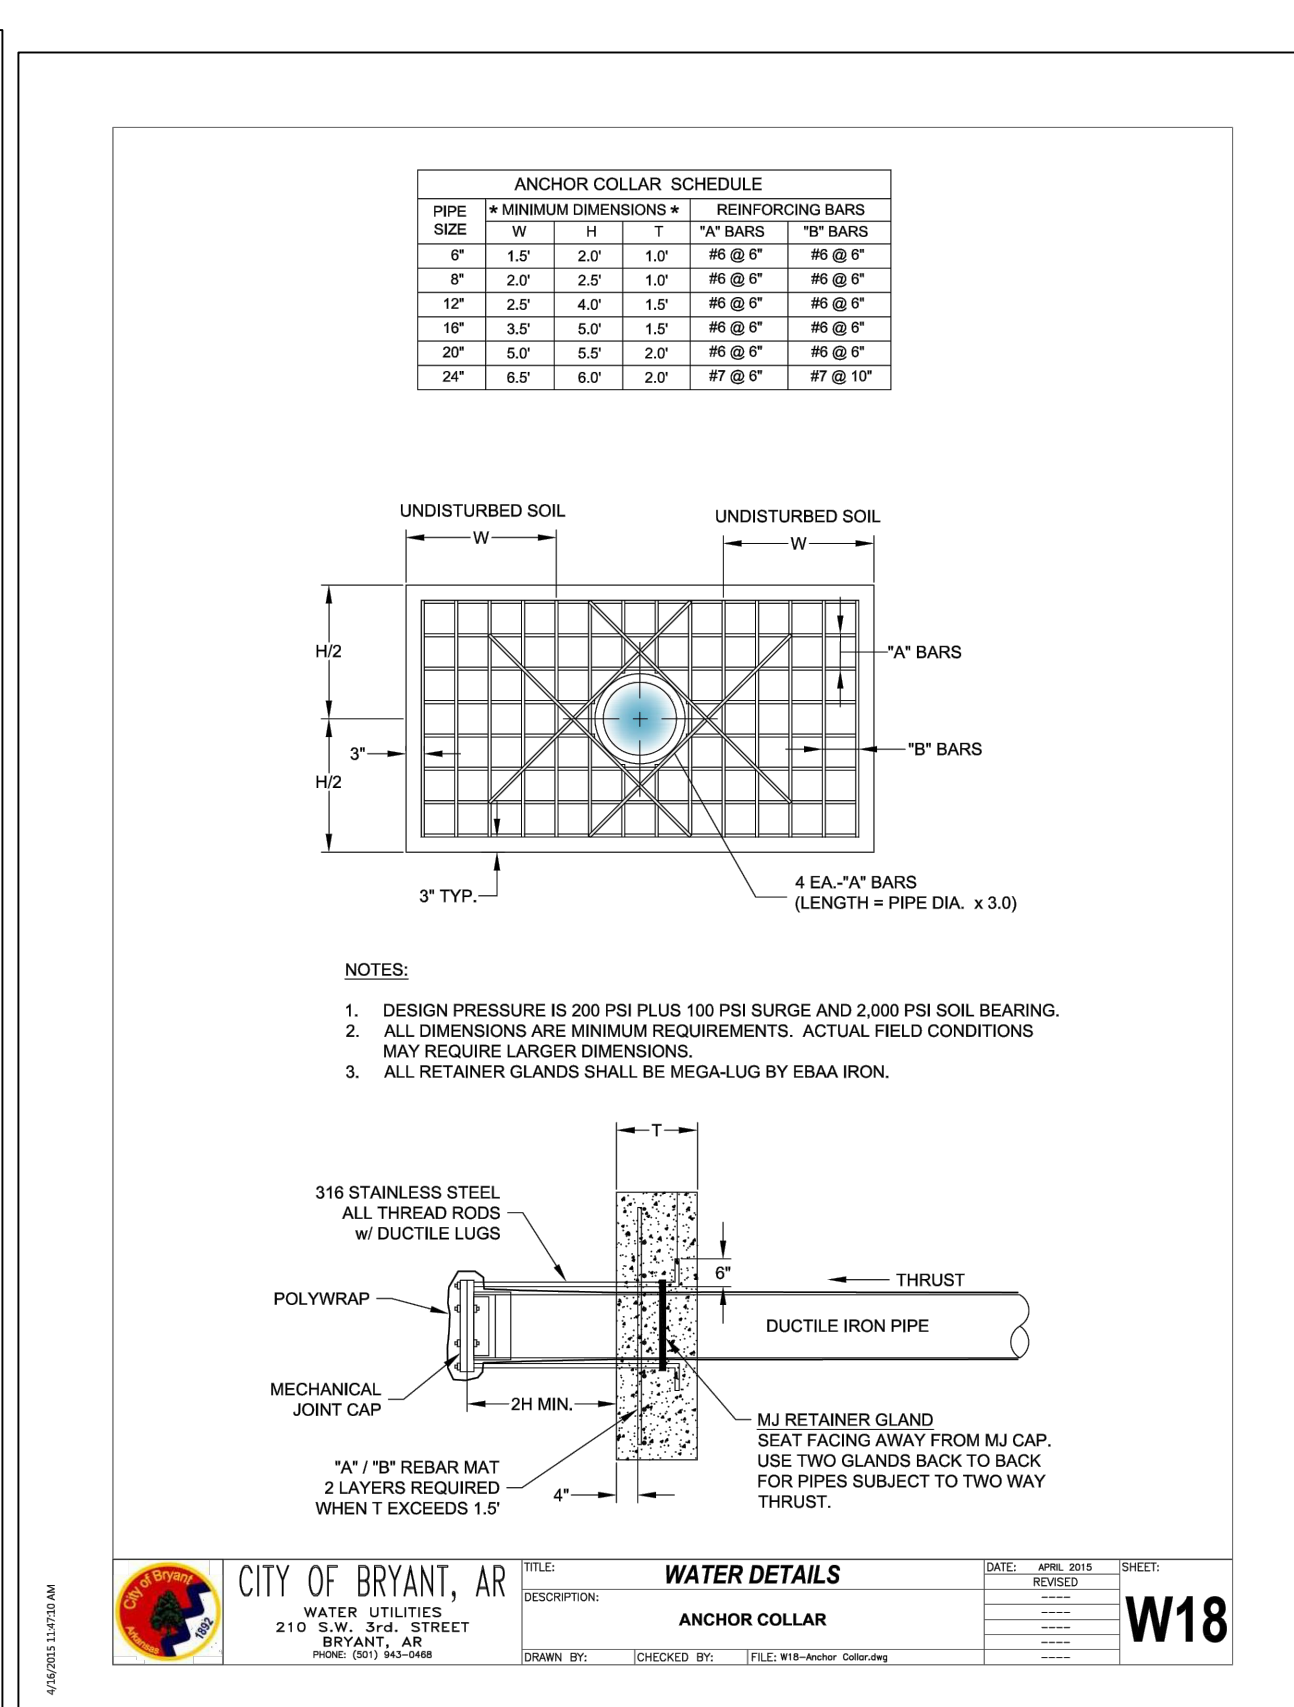 ANCHOR COLLAR SCHEDULE
PIPE SIZE * MINIMUM DIMENSIONS * REINFORCING BARS
W H T "A" BARS "B" BARS
6" 1.5' 2.0' 1.0' #6 @ 6" #6 @ 6"
8" 2.0' 2.5' 1.0' #6 @ 6" #6 @ 6"
12" 2.5' 4.0' 1.5' #6 @ 6" #6 @ 6"
16" 3.5' 5.0' 1.5' #6 @ 6" #6 @ 6"
20" 5.0' 5.5' 2.0' #6 @ 6" #6 @ 6"
24" 6.5' 6.0' 2.0' #7 @ 6" #7 @ 10"
UNDISTURBED SOIL
UNDISTURBED SOIL
W
W
H/2
"A" BARS
"B" BARS
3"
H/2
4 EA.-"A" BARS
(LENGTH = PIPE DIA. x 3.0)
3" TYP.
NOTES:
1. DESIGN PRESSURE IS 200 PSI PLUS 100 PSI SURGE AND 2,000 PSI SOIL BEARING.
2. ALL DIMENSIONS ARE MINIMUM REQUIREMENTS. ACTUAL FIELD CONDITIONS
MAY REQUIRE LARGER DIMENSIONS.
3. ALL RETAINER GLANDS SHALL BE MEGA-LUG BY EBAA IRON.
T
316 STAINLESS STEEL
ALL THREAD RODS
w/ DUCTILE LUGS
6"
THRUST
POLYWRAP
DUCTILE IRON PIPE
MECHANICAL
JOINT CAP
2H MIN.
MJ RETAINER GLAND
SEAT FACING AWAY FROM MJ CAP.
USE TWO GLANDS BACK TO BACK
FOR PIPES SUBJECT TO TWO WAY
THRUST.
"A" / "B" REBAR MAT
2 LAYERS REQUIRED
WHEN T EXCEEDS 1.5'
4"
City of Bryant
Arkansas
1892
CITY OF BRYANT, AR
WATER UTILITIES
210 S.W. 3rd. STREET
BRYANT, AR
PHONE: (501) 943-0468
TITLE:
WATER DETAILS
DESCRIPTION:
ANCHOR COLLAR
DRAWN BY:
CHECKED BY:
FILE: W18-Anchor Collar.dwg
DATE: APRIL 2015
REVISED
----
----
----
----
----
SHEET:
W18
4/16/2015 11:47:10 AM